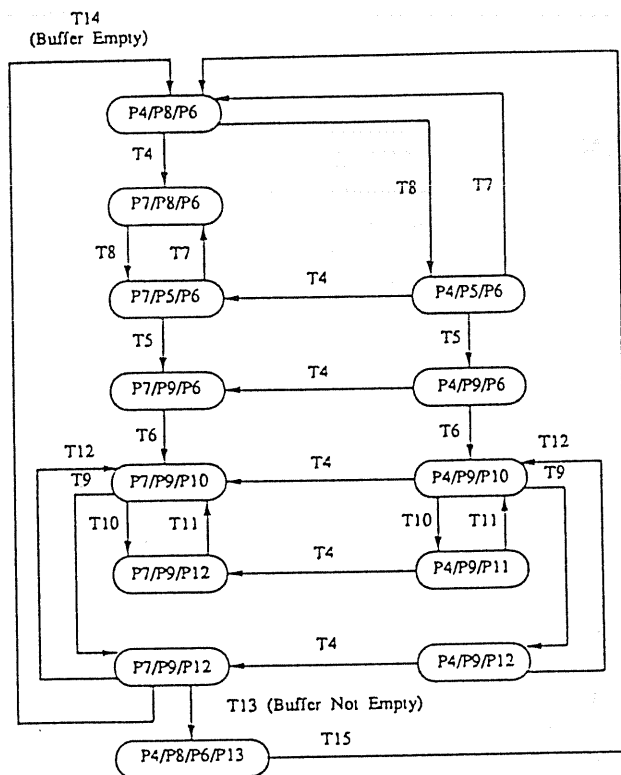 T14
(Buffer Empty)
P4/P8/P6
T4
P7/P8/P6
T8
T7
T8
T7
P7/P5/P6
T4
P4/P5/P6
T5
T5
P7/P9/P6
T4
P4/P9/P6
T6
T6
T12
T12
T9
T9
P7/P9/P10
T4
P4/P9/P10
T10
T11
T10
T11
P7/P9/P12
T4
P4/P9/P11
P7/P9/P12
T4
P4/P9/P12
T13 (Buffer Not Empty)
P4/P8/P6/P13
T15